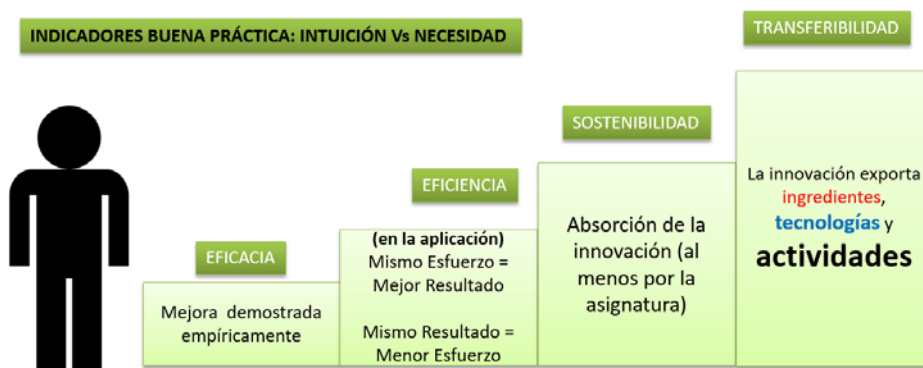 INDICADORES BUENA PRÁCTICA: INTUICIÓN Vs NECESIDAD
EFICACIA
Mejora demostrada
empíricamente
EFICIENCIA
(en la aplicación)
Mismo Esfuerzo =
Mejor Resultado
Mismo Resultado =
Menor Esfuerzo
SOSTENIBILIDAD
Absorción de la
innovación (al
menos por la
asignatura)
TRANSFERIBILIDAD
La innovación exporta
ingredientes,
tecnologías y
actividades